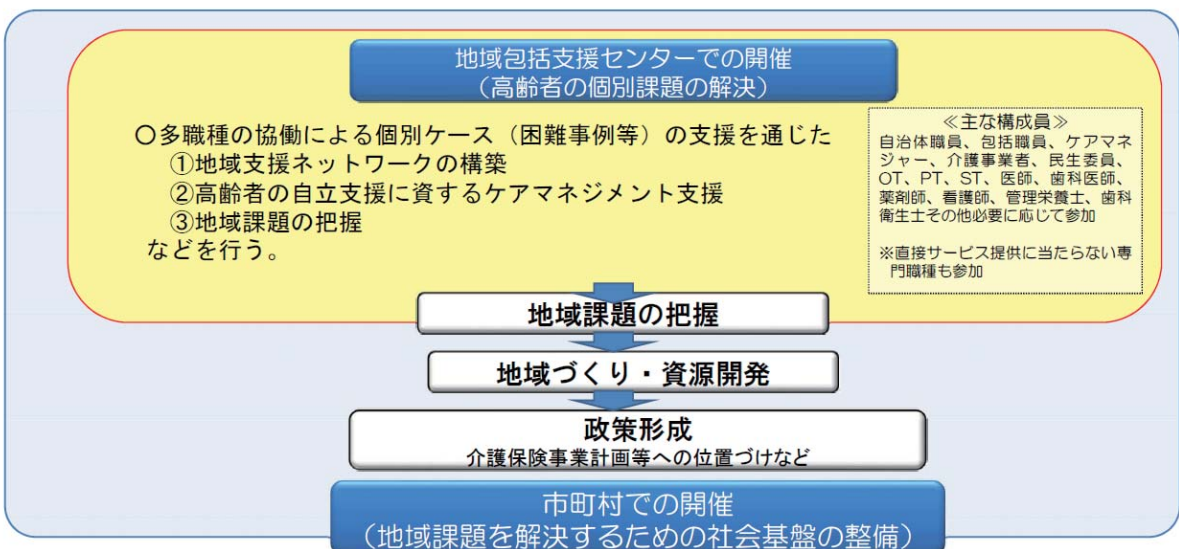 地域包括支援センターでの開催
（高齢者の個別課題の解決）
〇多職種の協働による個別ケース（困難事例等）の支援を通じた
①地域支援ネットワークの構築
②高齢者の自立支援に資するケアマネジメント支援
③地域課題の把握
などを行う。
≪主な構成員≫
自治体職員、包括職員、ケアマネ
ジャー、介護事業者、民生委員、
OT、PT、ST、医師、歯科医師、
薬剤師、看護師、管理栄養士、歯科
衛生士その他必要に応じて参加
※直接サービス提供に当たらない専
門職種も参加
地域課題の把握
地域づくり・資源開発
政策形成
介護保険事業計画等への位置づけなど
市町村での開催
（地域課題を解決するための社会基盤の整備）